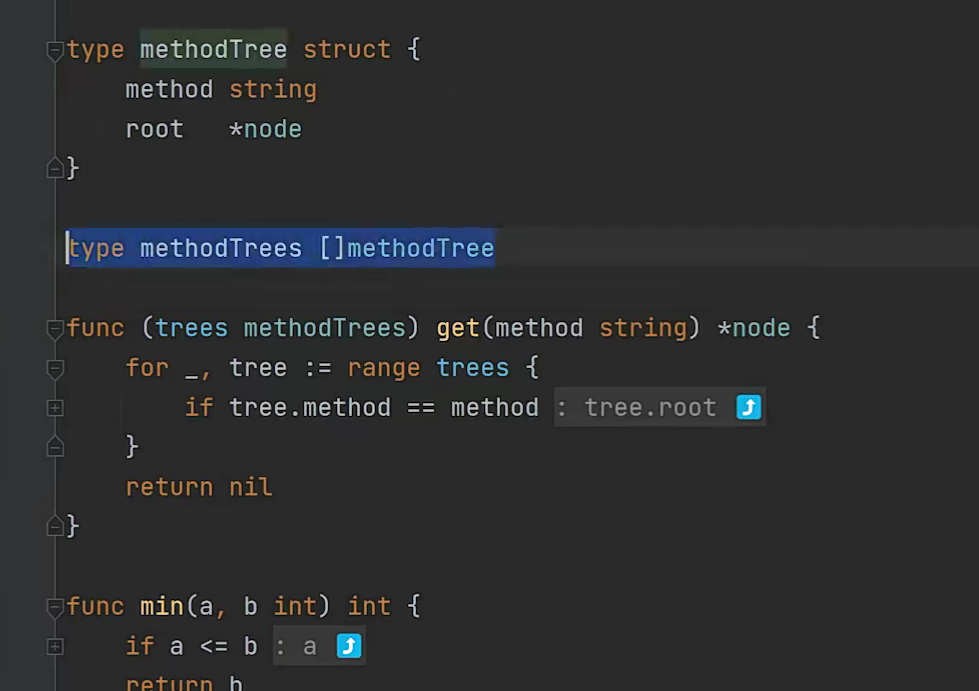 type methodTree struct {
    method string
    root   *node
}
type methodTrees []methodTree
func (trees methodTrees) get(method string) *node {
    for _, tree := range trees {
        if tree.method == method : tree.root
    }
    return nil
}
func min(a, b int) int {
    if a <= b : a
    return b